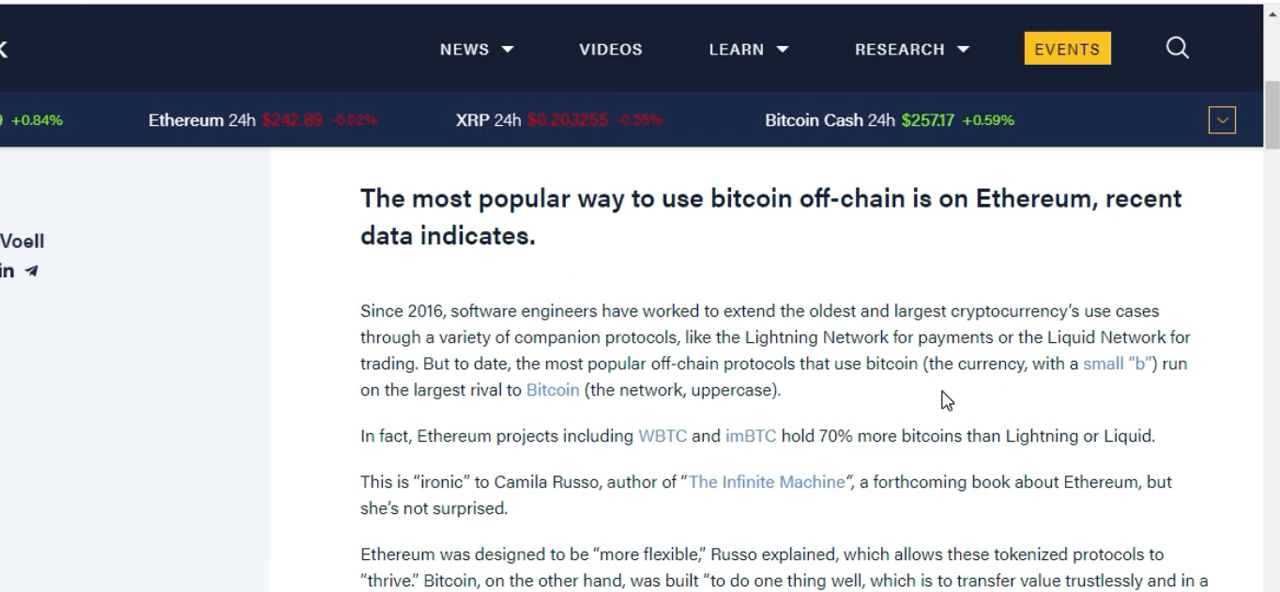 K NEWS VIDEOS LEARN RESEARCH EVENTS
+0.84% Ethereum 24h $242.89 -0.02% XRP 24h $0.203255 -0.35% Bitcoin Cash 24h $257.17 +0.59%
The most popular way to use bitcoin off-chain is on Ethereum, recent
data indicates.
Voell
in
Since 2016, software engineers have worked to extend the oldest and largest cryptocurrency’s use cases
through a variety of companion protocols, like the Lightning Network for payments or the Liquid Network for
trading. But to date, the most popular off-chain protocols that use bitcoin (the currency, with a small “b”) run
on the largest rival to Bitcoin (the network, uppercase).
In fact, Ethereum projects including WBTC and imBTC hold 70% more bitcoins than Lightning or Liquid.
This is “ironic” to Camila Russo, author of “The Infinite Machine“, a forthcoming book about Ethereum, but
she’s not surprised.
Ethereum was designed to be “more flexible,” Russo explained, which allows these tokenized protocols to
“thrive.” Bitcoin, on the other hand, was built “to do one thing well, which is to transfer value trustlessly and in a